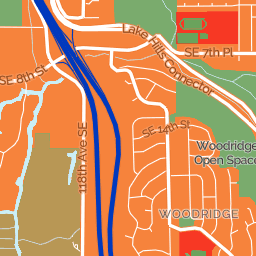 Lake Hills Connector
SE 7th Pl
SE 8th St
118th Ave SE
SE 14th St
Woodridge
Open Space
WOODRIDGE